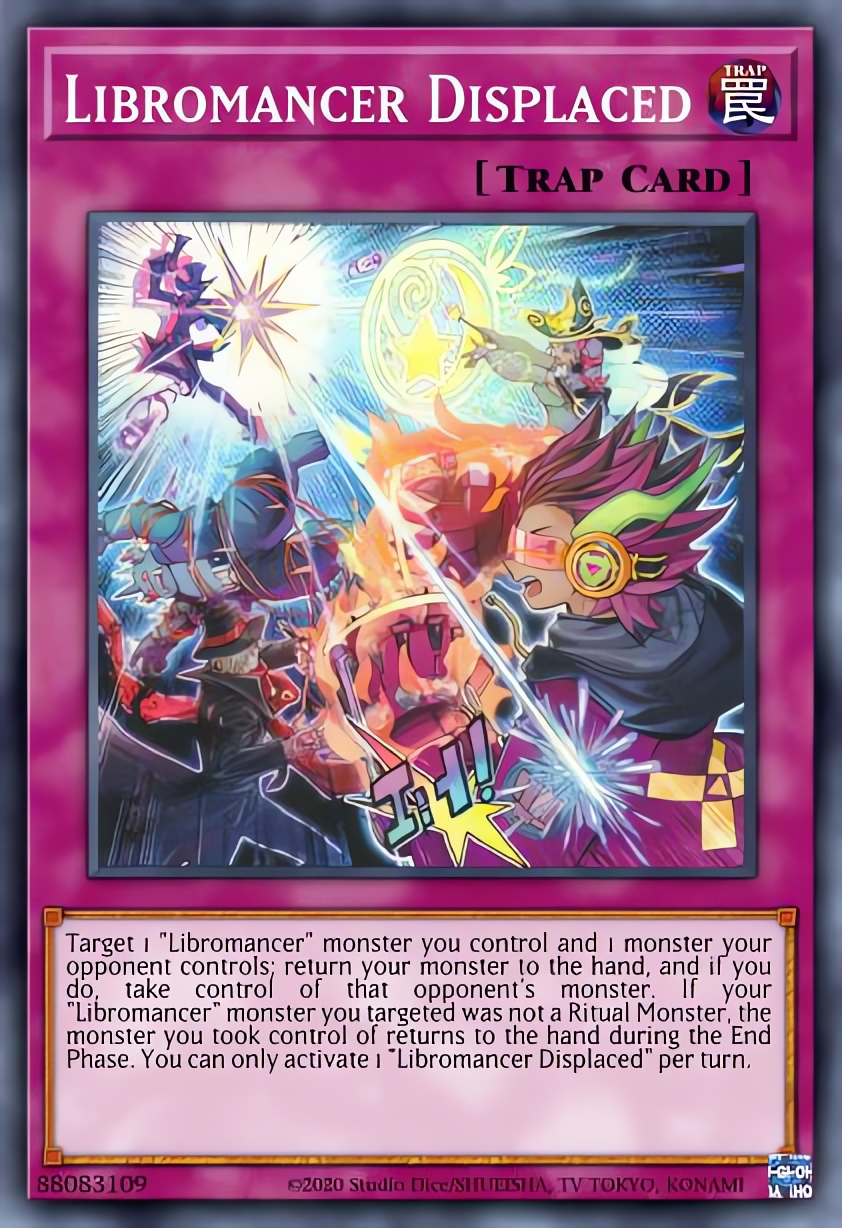 LIBROMANCER DISPLACED
TRAP
罠
[TRAP CARD]
Target 1 "Libromancer" monster you control and 1 monster your
opponent controls; return your monster to the hand, and if you
do, take control of that opponent's monster. If your
"Libromancer" monster you targeted was not a Ritual Monster, the
monster you took control of returns to the hand during the End
Phase. You can only activate 1 "Libromancer Displaced" per turn.
88083109
©2020 Studio Dice/SHUEISHA, TV TOKYO, KONAMI